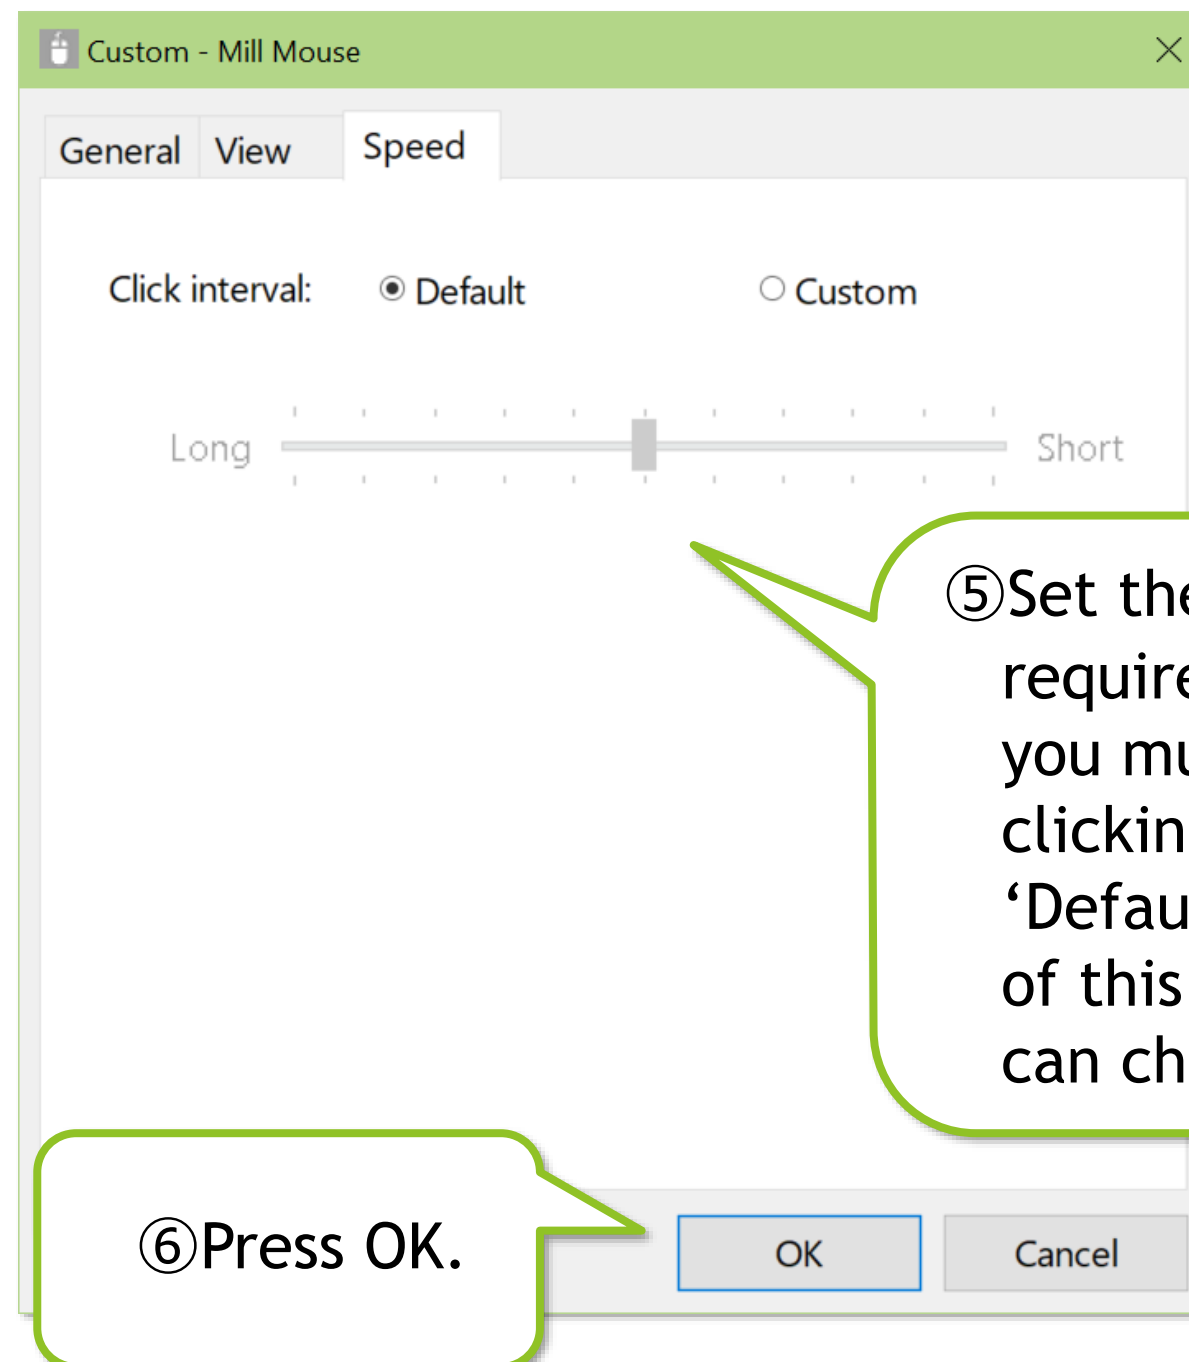 Custom - Mill Mouse
General View Speed
Click interval: Default Custom
Long Short
⑤Set the
require
you mu
clickin
‘Defau
of this
can ch
⑥Press OK.
OK Cancel